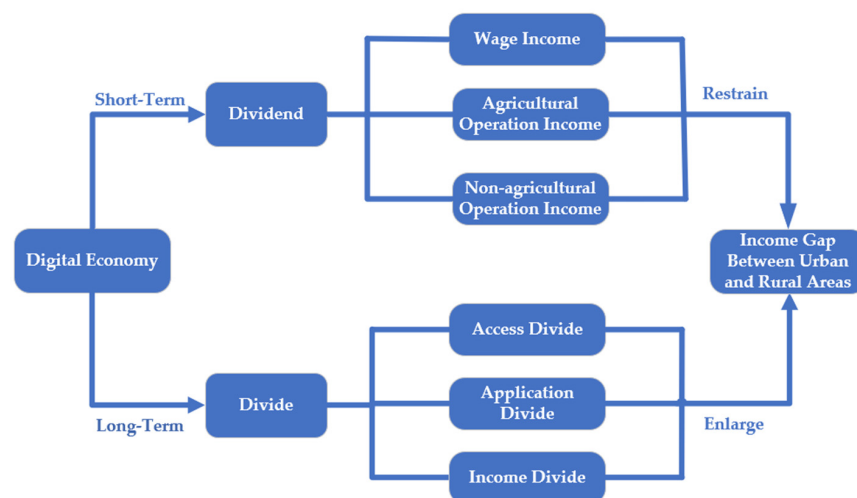 Wage Income
Short-Term
Dividend
Agricultural
Operation Income
Restrain
Non-agricultural
Operation Income
Digital Economy
Income Gap
Between Urban
and Rural Areas
Access Divide
Divide
Application
Divide
Long-Term
Enlarge
Income Divide